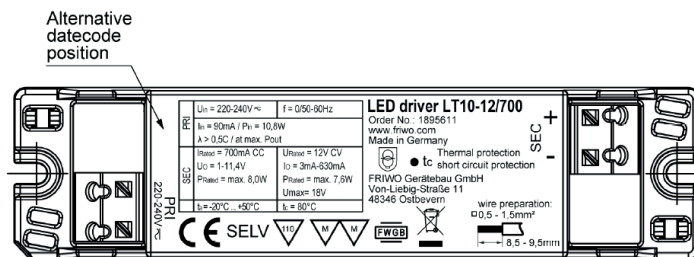 Alternative
datecode
position
PRI
220-240V≂
PRI
Uin = 220-240V ≂
f = 0/50-60Hz
Iin = 90mA / Pin = 10,8W
λ > 0,5C / at max. Pout
SEC
IRated = 700mA CC
UO = 1-11,4V
PRated = max. 8,0W
URated = 12V CV
IO = 3mA-630mA
PRated = max. 7,6W
Umax= 18V
tc = 80°C
LED driver LT10-12/700
Order No.: 1895611
www.friwo.com
Made in Germany
tc
Thermal protection
short circuit protection
FRIWO Gerätebau GmbH
Von-Liebig-Straße 11
48346 Ostbevern
CE SELV 110 M M FWGB
wire preparation:
0,5 - 1,5mm²
8,5 - 9,5mm
+
SEC
-